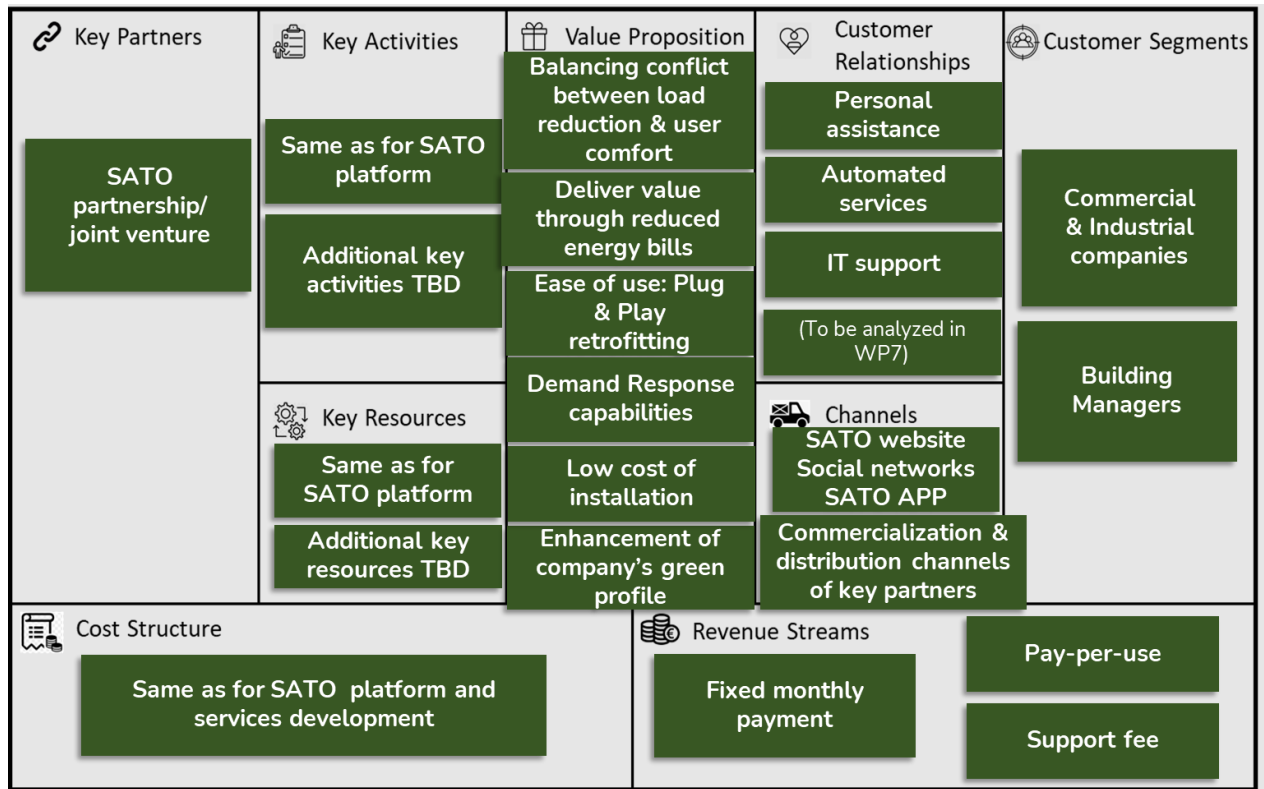 Key Partners
SATO
partnership/
joint venture
Key Activities
Same as for SATO
platform
Additional key
activities TBD
Key Resources
Same as for
SATO platform
Additional key
resources TBD
Value Proposition
Balancing conflict
between load
reduction & user
comfort
Deliver value
through reduced
energy bills
Ease of use: Plug
& Play
retrofitting
Demand Response
capabilities
Low cost of
installation
Enhancement of
company’s green
profile
Customer
Relationships
Personal
assistance
Automated
services
IT support
(To be analyzed in
WP7)
Channels
SATO website
Social networks
SATO APP
Commercialization &
distribution channels
of key partners
Customer Segments
Commercial
& Industrial
companies
Building
Managers
Cost Structure
Same as for SATO platform and
services development
Revenue Streams
Fixed monthly
payment
Pay-per-use
Support fee